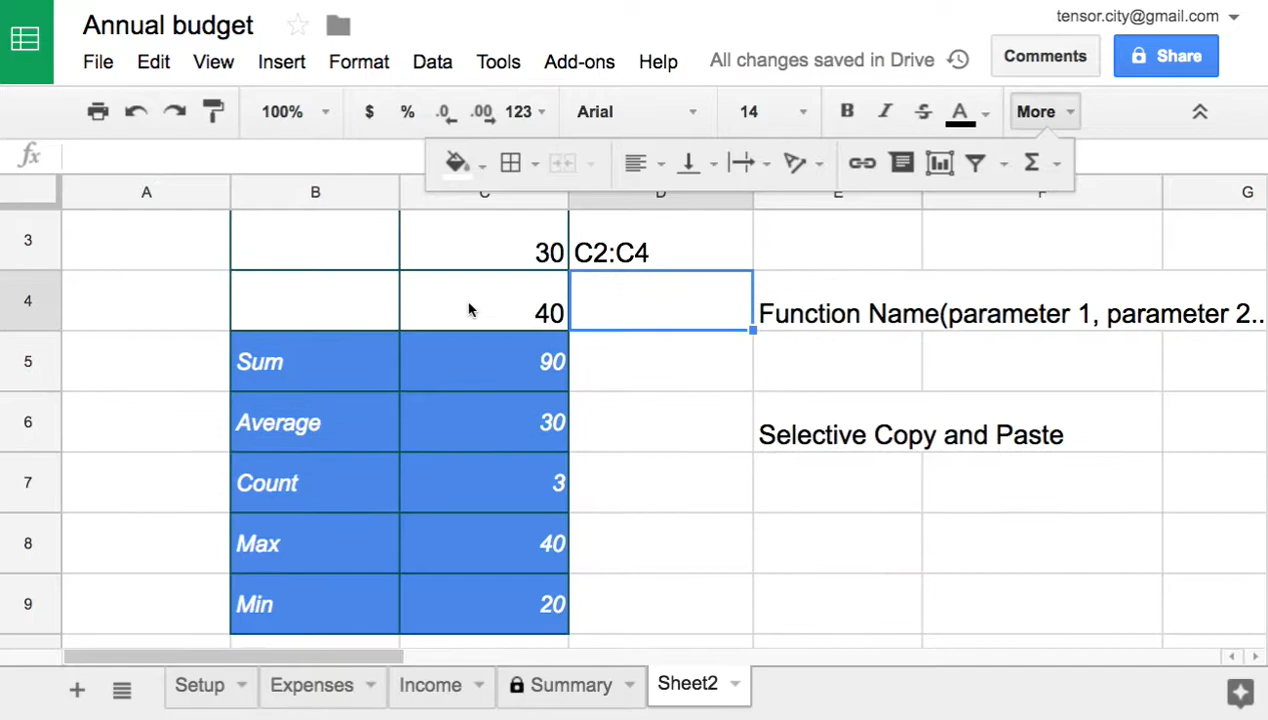 Annual budget
tensor.city@gmail.com
File Edit View Insert Format Data Tools Add-ons Help All changes saved in Drive Comments Share
100% $ % .0 .00 123 Arial 14 B I S A More
fx
A B C D E F G
3 30 C2:C4
4 40 Function Name(parameter 1, parameter 2..
5 Sum 90
6 Average 30 Selective Copy and Paste
7 Count 3
8 Max 40
9 Min 20
Setup Expenses Income Summary Sheet2